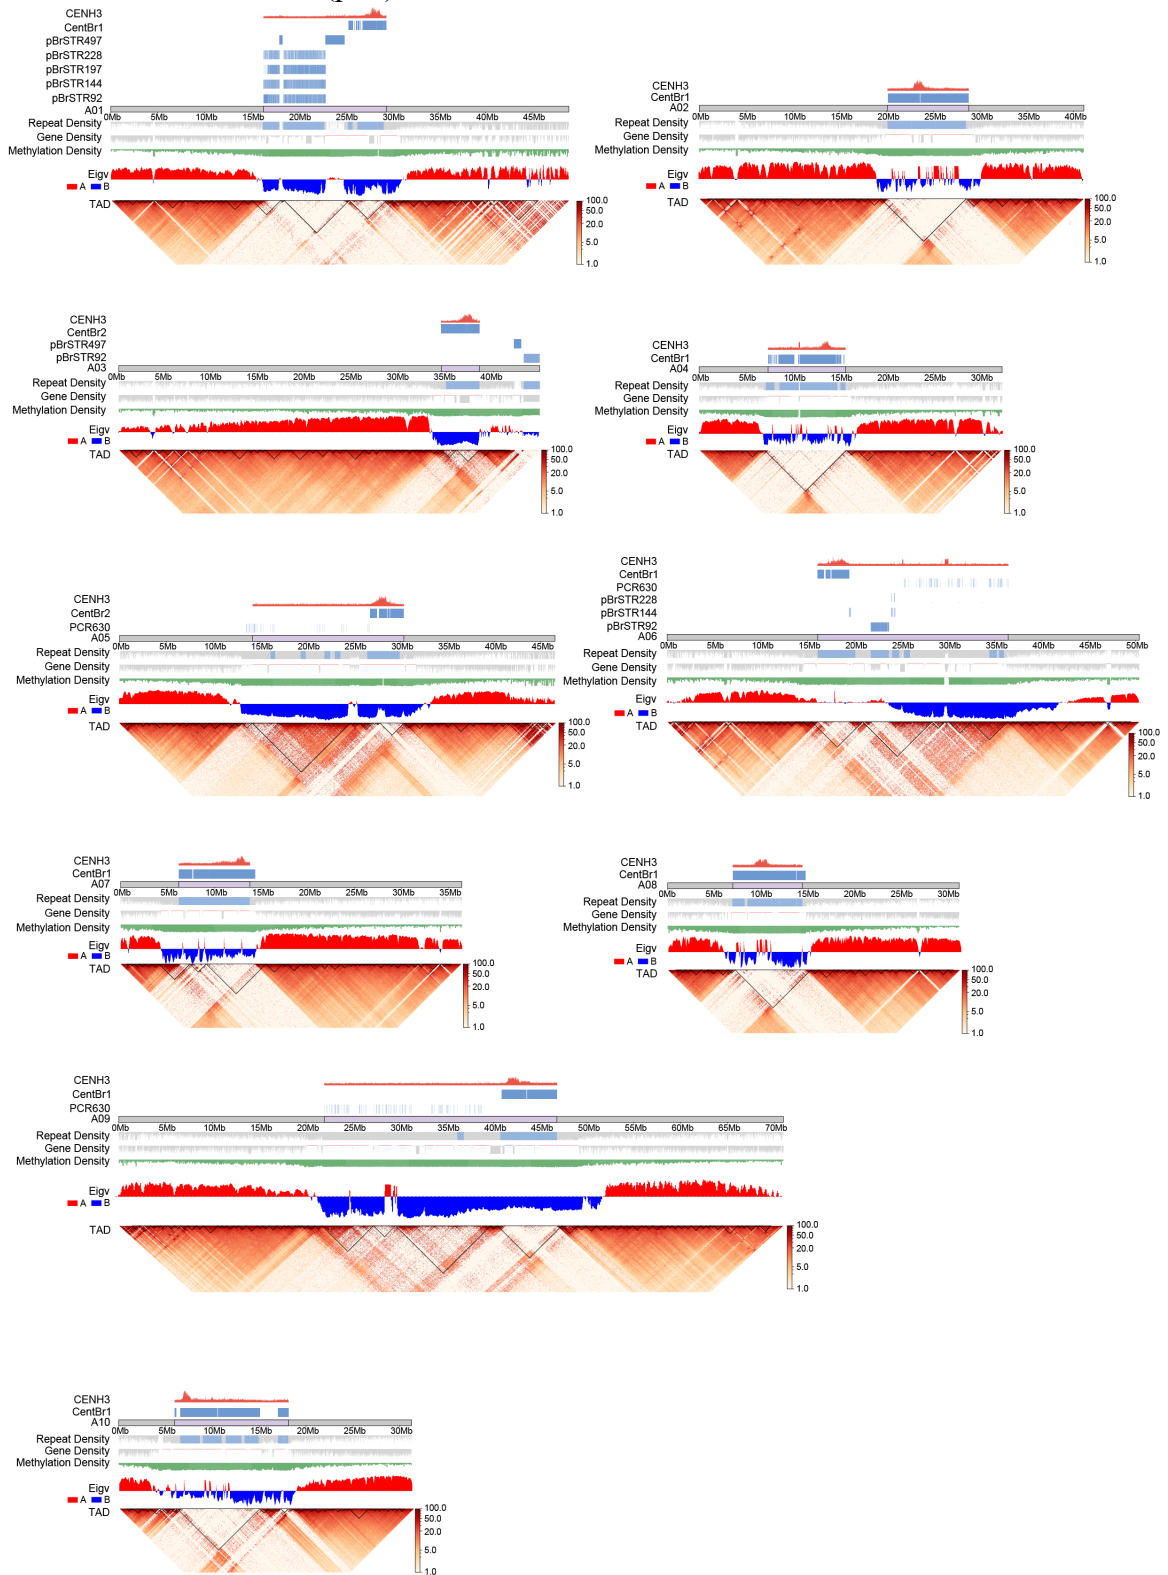 CENH3
CentBr1
pBrSTR497
pBrSTR228
pBrSTR197
pBrSTR144
pBrSTR92
A01
0Mb 5Mb 10Mb 15Mb 20Mb 25Mb 30Mb 35Mb 40Mb 45Mb
Repeat Density
Gene Density
Methylation Density
Eigv
A B
TAD
100.0
50.0
20.0
5.0
1.0
CENH3
CentBr1
A02
0Mb 5Mb 10Mb 15Mb 20Mb 25Mb 30Mb 35Mb 40Mb
Repeat Density
Gene Density
Methylation Density
Eigv
A B
TAD
100.0
50.0
20.0
5.0
1.0
CENH3
CentBr2
pBrSTR497
pBrSTR92
A03
0Mb 5Mb 10Mb 15Mb 20Mb 25Mb 30Mb 35Mb 40Mb
Repeat Density
Gene Density
Methylation Density
Eigv
A B
TAD
100.0
50.0
20.0
5.0
1.0
CENH3
CentBr1
A04
0Mb 5Mb 10Mb 15Mb 20Mb 25Mb 30Mb
Repeat Density
Gene Density
Methylation Density
Eigv
A B
TAD
100.0
50.0
20.0
5.0
1.0
CENH3
CentBr2
PCR630
A05
0Mb 5Mb 10Mb 15Mb 20Mb 25Mb 30Mb 35Mb 40Mb 45Mb
Repeat Density
Gene Density
Methylation Density
Eigv
A B
TAD
100.0
50.0
20.0
5.0
1.0
CENH3
CentBr1
PCR630
pBrSTR228
pBrSTR144
pBrSTR92
A06
0Mb 5Mb 10Mb 15Mb 20Mb 25Mb 30Mb 35Mb 40Mb 45Mb 50Mb
Repeat Density
Gene Density
Methylation Density
Eigv
A B
TAD
100.0
50.0
20.0
5.0
1.0
CENH3
CentBr1
A07
0Mb 5Mb 10Mb 15Mb 20Mb 25Mb 30Mb 35Mb
Repeat Density
Gene Density
Methylation Density
Eigv
A B
TAD
100.0
50.0
20.0
5.0
1.0
CENH3
CentBr1
A08
0Mb 5Mb 10Mb 15Mb 20Mb 25Mb 30Mb
Repeat Density
Gene Density
Methylation Density
Eigv
A B
TAD
100.0
50.0
20.0
5.0
1.0
CENH3
CentBr1
PCR630
A09
0Mb 5Mb 10Mb 15Mb 20Mb 25Mb 30Mb 35Mb 40Mb 45Mb 50Mb 55Mb 60Mb 65Mb 70Mb
Repeat Density
Gene Density
Methylation Density
Eigv
A B
TAD
100.0
50.0
20.0
5.0
1.0
CENH3
CentBr1
A10
0Mb 5Mb 10Mb 15Mb 20Mb 25Mb 30Mb
Repeat Density
Gene Density
Methylation Density
Eigv
A B
TAD
100.0
50.0
20.0
5.0
1.0